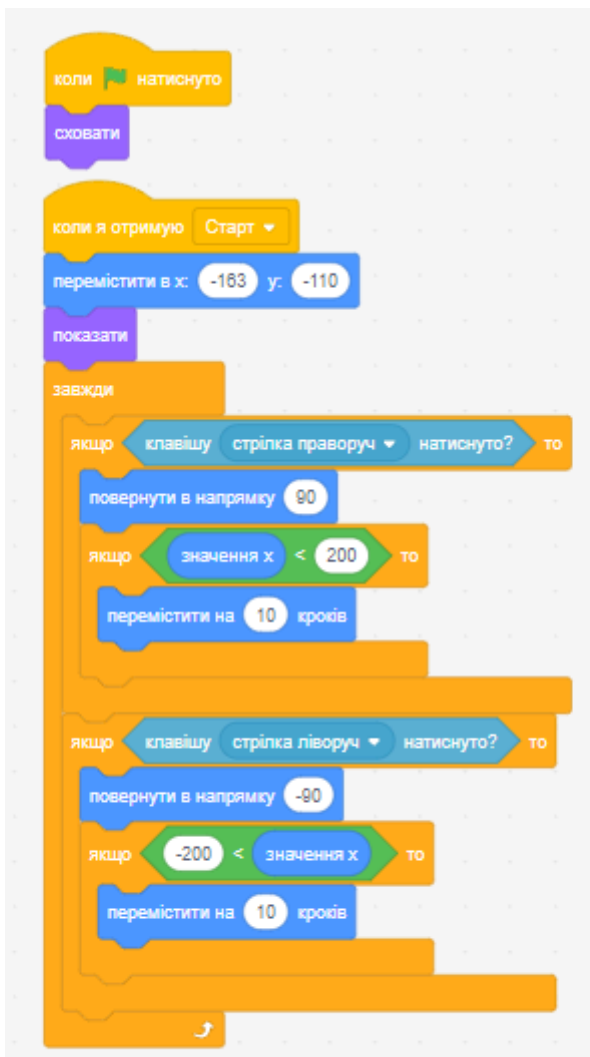 коли натиснуто
сховати
коли я отримую Старт
перемістити в x: -163 y: -110
показати
завжди
якщо клавішу стрілка праворуч натиснуто? то
повернути в напрямку 90
якщо значення x < 200 то
перемістити на 10 кроків
якщо клавішу стрілка ліворуч натиснуто? то
повернути в напрямку -90
якщо -200 < значення x то
перемістити на 10 кроків